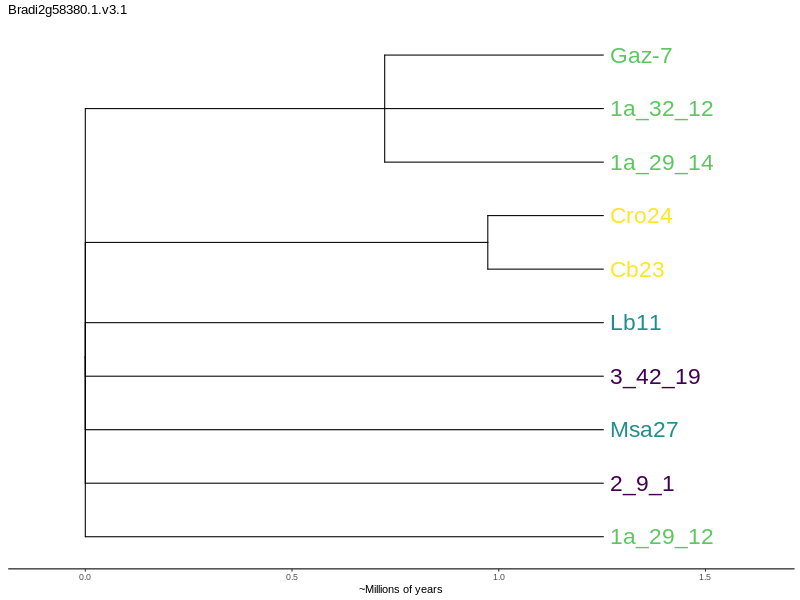 Bradi2g58380.1.v3.1
Gaz-7
1a_32_12
1a_29_14
Cro24
Cb23
Lb11
3_42_19
Msa27
2_9_1
1a_29_12
0.0 0.5 1.0 1.5
~Millions of years